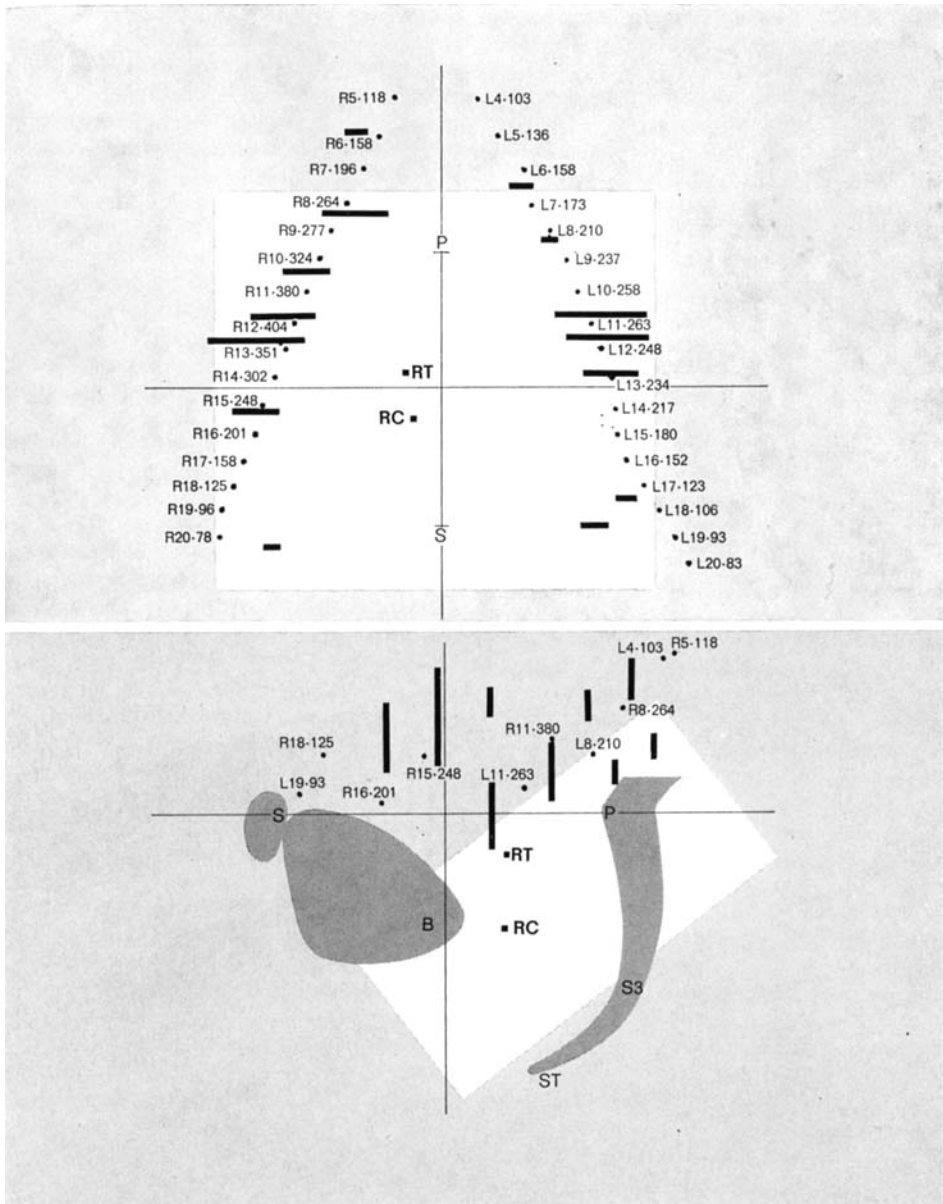 R5·118 L4·103
R6·158 L5·136
R7·196 L6·158
R8·264 L7·173
R9·277 P L8·210
R10·324 L9·237
R11·380 L10·258
R12·404 L11·263
R13·351 L12·248
R14·302 RT L13·234
R15·248 RC L14·217
R16·201 L15·180
R17·158 L16·152
R18·125 L17·123
R19·96 L18·106
R20·78 S L19·93
L20·83
L4·103 R5·118
R8·264
R18·125 R15·248 R11·380 L8·210
L19·93 R16·201 L11·263
S P
RT
B RC
S3
ST